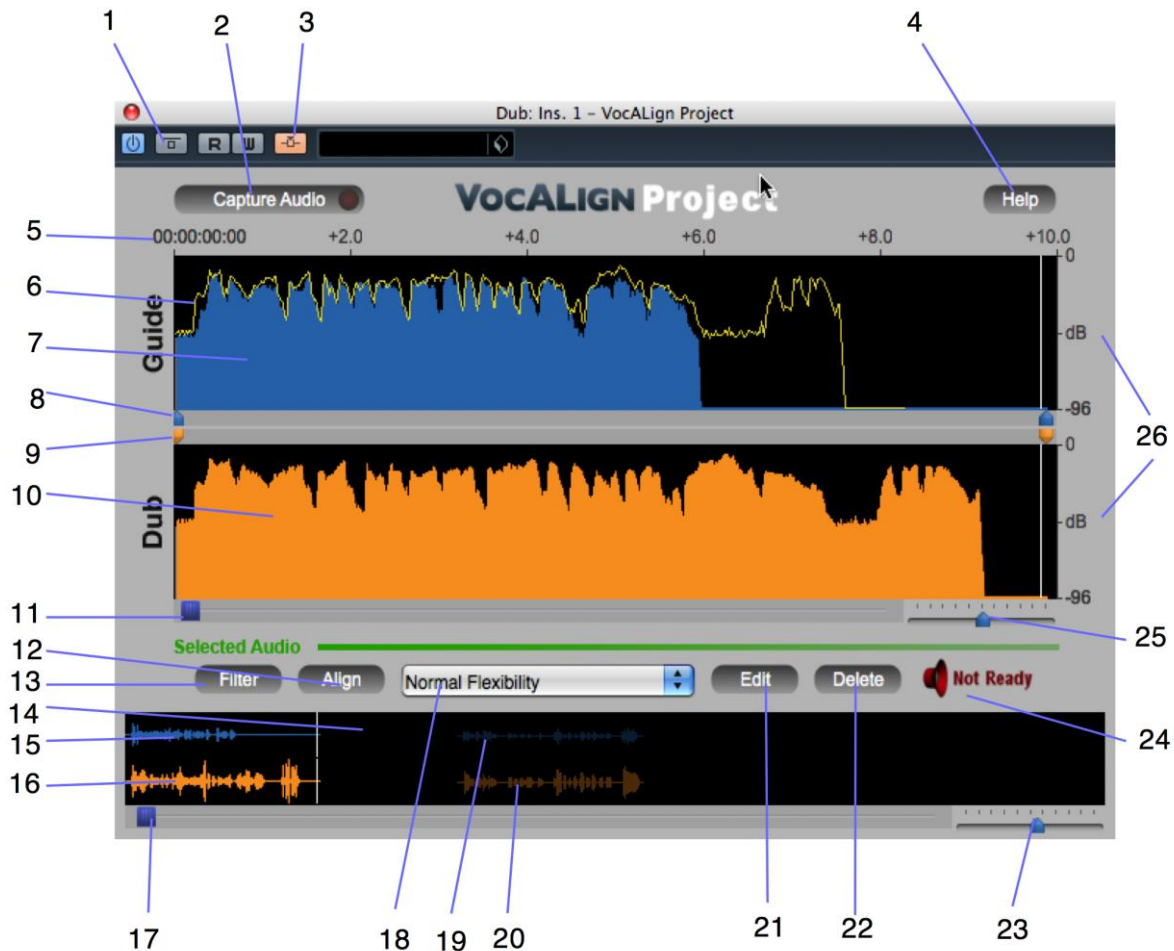 1
2
3
4
Dub: Ins. 1 – VocALign Project
R W
Capture Audio
VOCALIGN Project
Help
5
00:00:00:00 +2.0 +4.0 +6.0 +8.0 +10.0
0
6
Guide
7
dB
8
-96
9
0
26
10
Dub
dB
11
-96
12
Selected Audio
25
13
Filter
Align
Normal Flexibility
Edit
Delete
Not Ready
14
15
24
16
17
18
19
20
21
22
23